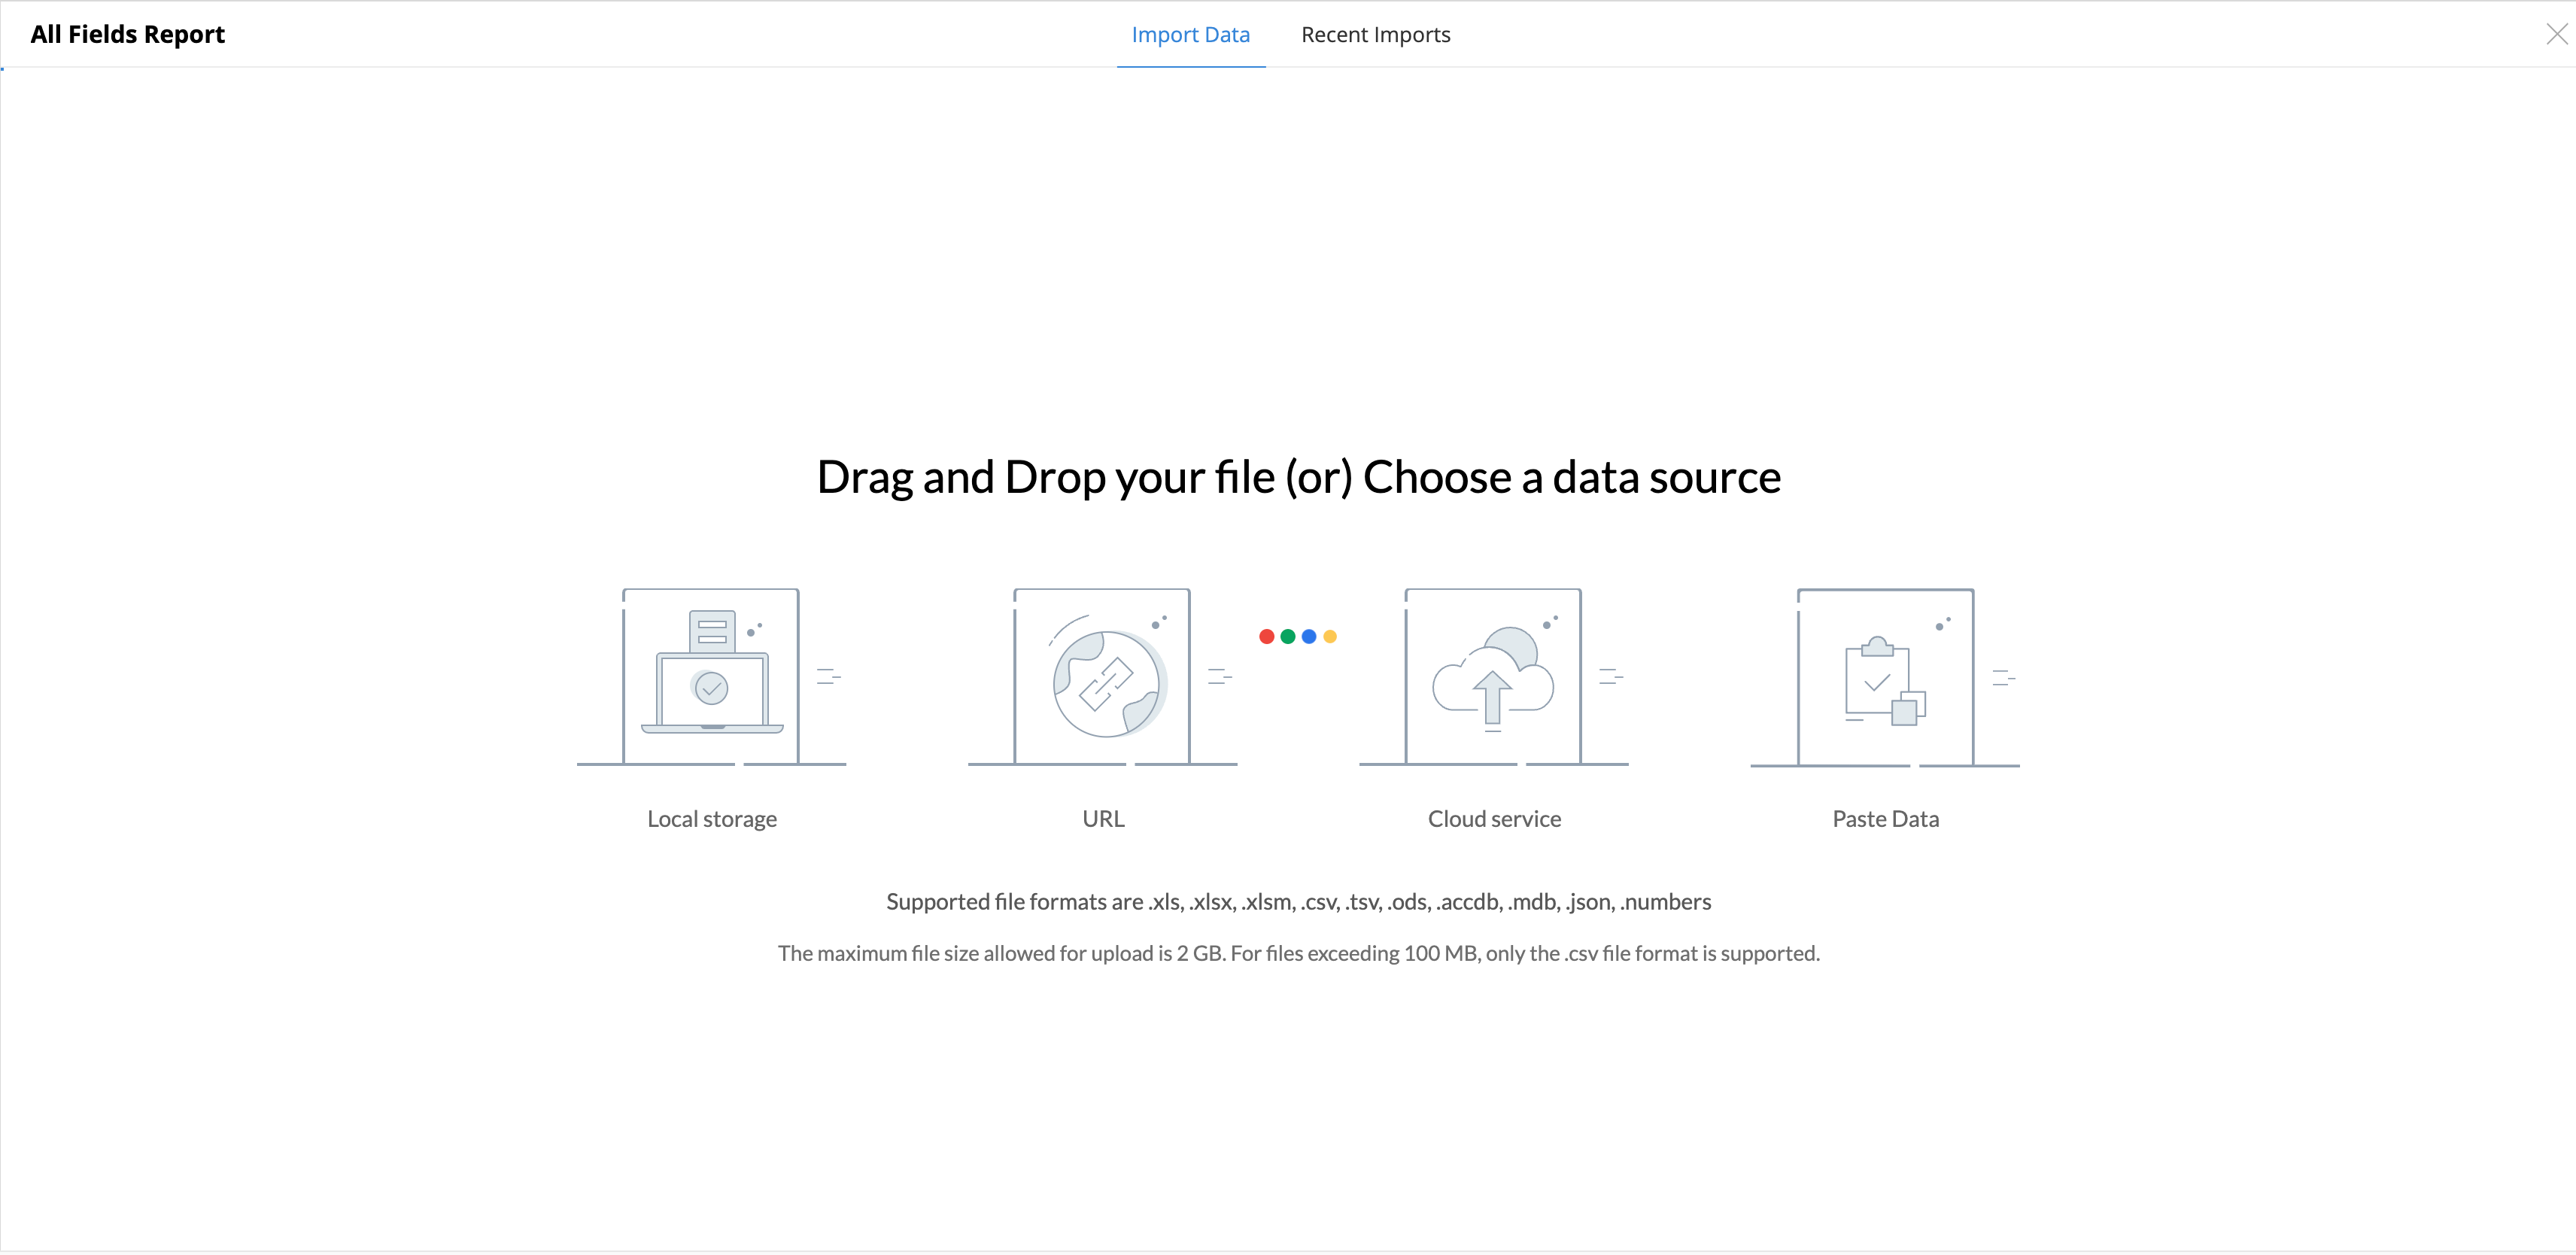 All Fields Report
Import Data
Recent Imports
Drag and Drop your file (or) Choose a data source
Local storage
URL
Cloud service
Paste Data
Supported file formats are .xls, .xlsx, .xlsm, .csv, .tsv, .ods, .accdb, .mdb, .json, .numbers
The maximum file size allowed for upload is 2 GB. For files exceeding 100 MB, only the .csv file format is supported.